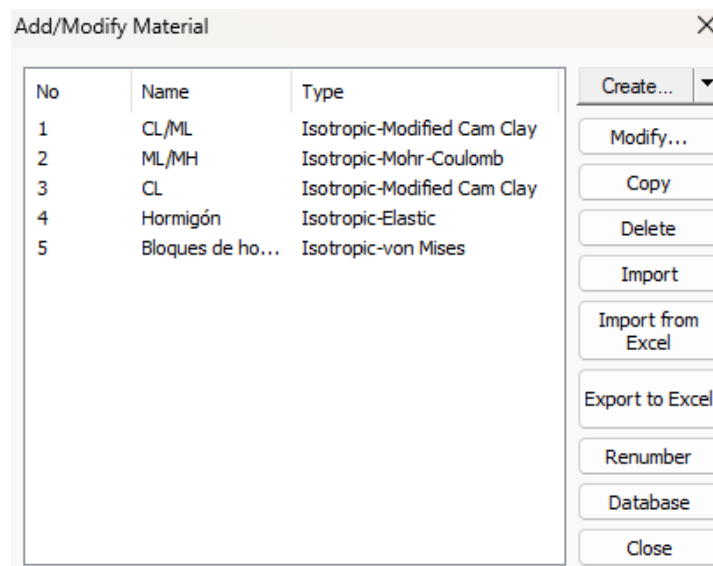 Add/Modify Material
No Name Type
1 CL/ML Isotropic-Modified Cam Clay
2 ML/MH Isotropic-Mohr-Coulomb
3 CL Isotropic-Modified Cam Clay
4 Hormigón Isotropic-Elastic
5 Bloques de ho... Isotropic-von Mises
Create...
Modify...
Copy
Delete
Import
Import from
Excel
Export to Excel
Renumber
Database
Close